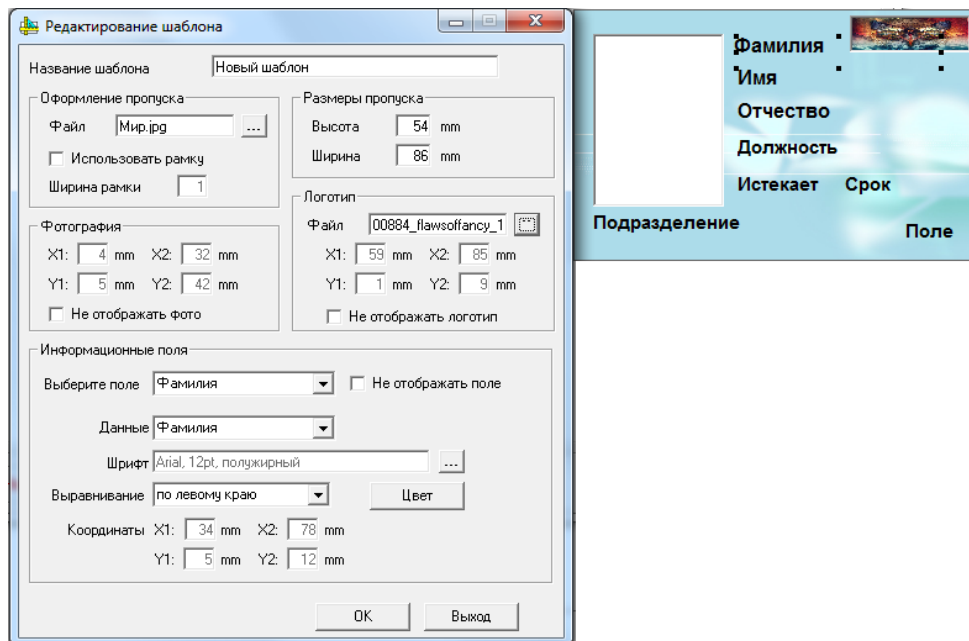 Редактирование шаблона
Название шаблона Новый шаблон
Оформление пропуска
Файл Мир.jpg ...
Использовать рамку
Ширина рамки 1
Размеры пропуска
Высота 54 mm
Ширина 86 mm
Фотография
X1: 4 mm X2: 32 mm
Y1: 5 mm Y2: 42 mm
Не отображать фото
Логотип
Файл 00884_flawsoffancy_1 ...
X1: 59 mm X2: 85 mm
Y1: 1 mm Y2: 9 mm
Не отображать логотип
Информационные поля
Выберите поле Фамилия Не отображать поле
Данные Фамилия
Шрифт Arial, 12pt, полужирный ...
Выравнивание по левому краю Цвет
Координаты X1: 34 mm X2: 78 mm
Y1: 5 mm Y2: 12 mm
OK Выход
Фамилия
Имя
Отчество
Должность
Истекает Срок
Подразделение
Поле